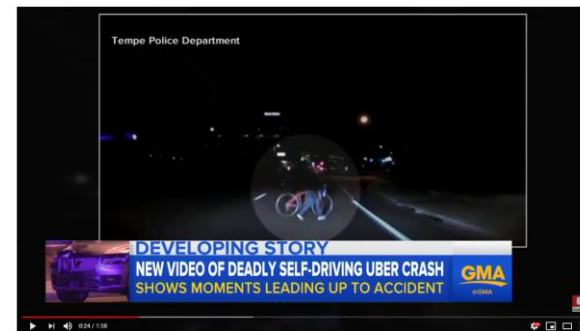 Tempe Police Department
DEVELOPING STORY
NEW VIDEO OF DEADLY SELF-DRIVING UBER CRASH
SHOWS MOMENTS LEADING UP TO ACCIDENT
GMA
@GMA
0:24 / 1:58